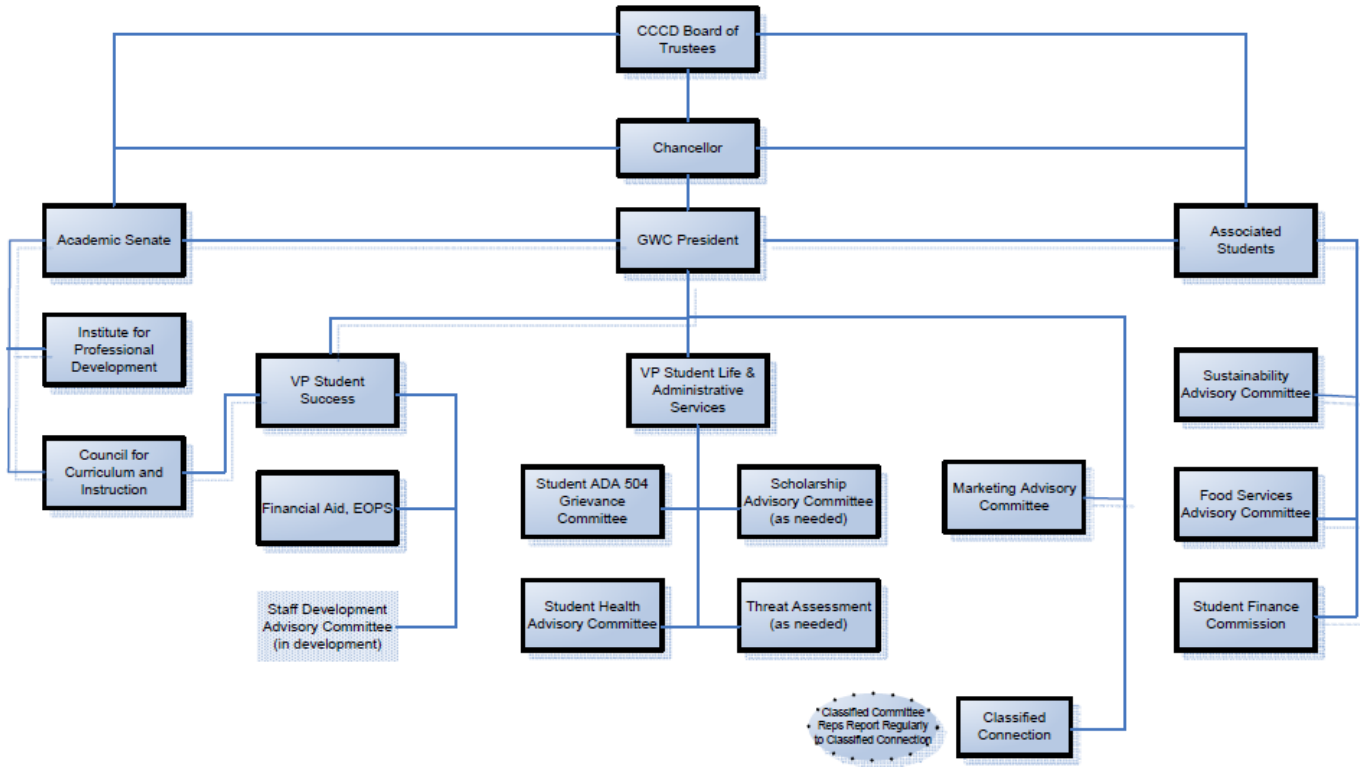 CCCD Board of
Trustees
Chancellor
Academic Senate
GWC President
Associated
Students
Institute for
Professional
Development
VP Student
Success
VP Student Life &
Administrative
Services
Sustainability
Advisory Committee
Council for
Curriculum and
Instruction
Financial Aid, EOPS
Student ADA 504
Grievance
Committee
Scholarship
Advisory Committee
(as needed)
Marketing Advisory
Committee
Food Services
Advisory Committee
Staff Development
Advisory Committee
(in development)
Student Health
Advisory Committee
Threat Assessment
(as needed)
Student Finance
Commission
Classified Committee
Reps Report Regularly
to Classified Connection
Classified
Connection